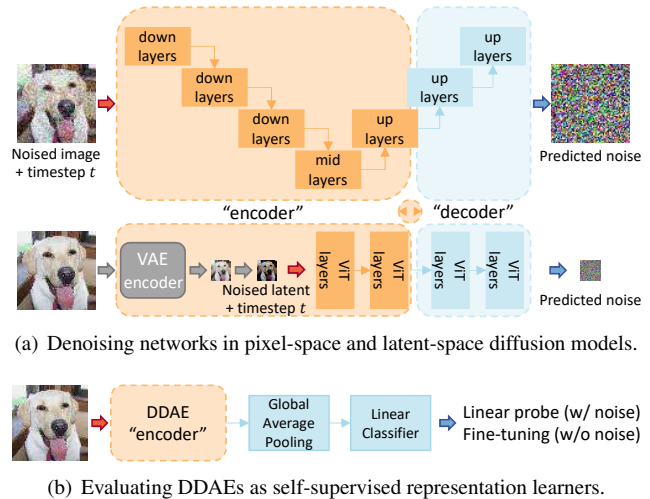 down
layers
down
layers
down
layers
mid
layers
up
layers
up
layers
up
layers
Noised image
+ timestep t
Predicted noise
“encoder”
“decoder”
VAE
encoder
Noised latent
+ timestep t
ViT
layers
ViT
layers
ViT
layers
ViT
layers
Predicted noise
(a) Denoising networks in pixel-space and latent-space diffusion models.
DDAE
“encoder”
Global
Average
Pooling
Linear
Classifier
Linear probe (w/ noise)
Fine-tuning (w/o noise)
(b) Evaluating DDAEs as self-supervised representation learners.